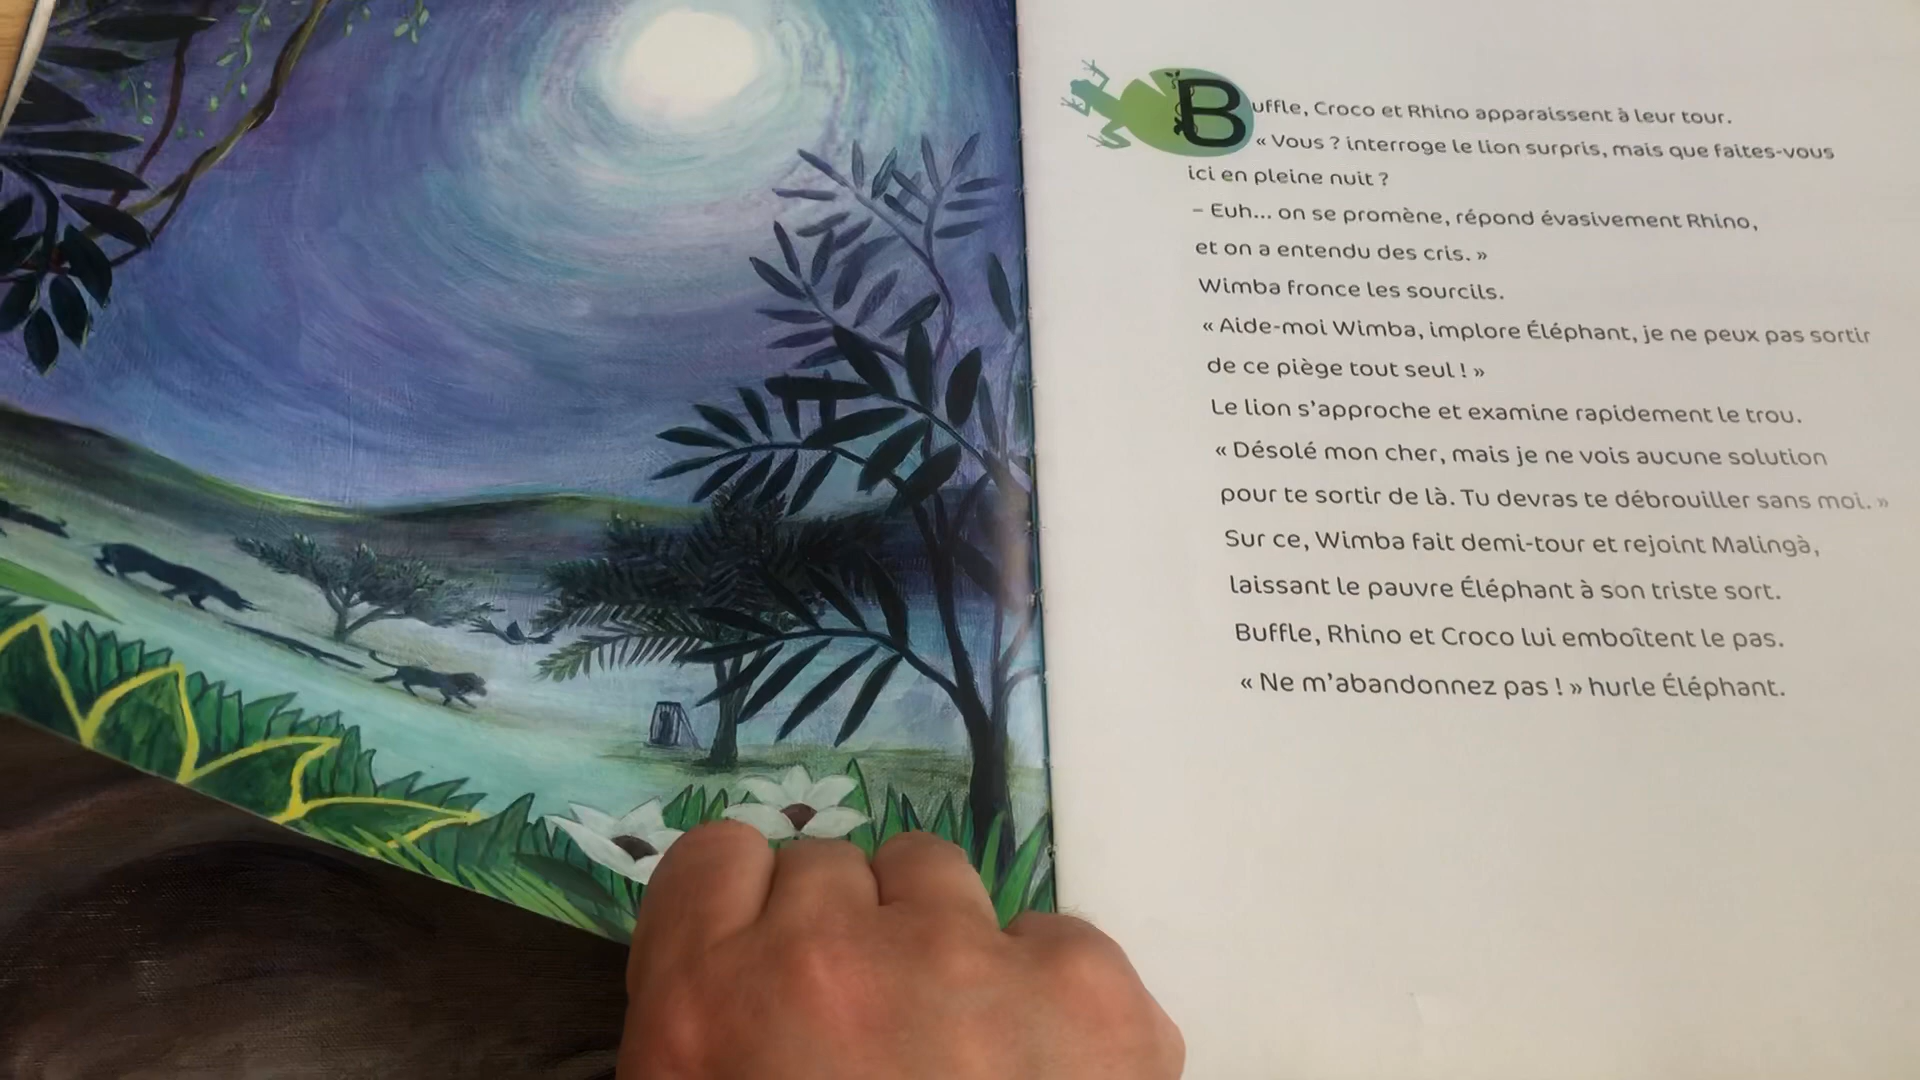 Buffle, Croco et Rhino apparaissent à leur tour.
« Vous ? interroge le lion surpris, mais que faites-vous
ici en pleine nuit ?
– Euh... on se promène, répond évasivement Rhino,
et on a entendu des cris. »
Wimba fronce les sourcils.
« Aide-moi Wimba, implore Éléphant, je ne peux pas sortir
de ce piège tout seul ! »
Le lion s'approche et examine rapidement le trou.
« Désolé mon cher, mais je ne vois aucune solution
pour te sortir de là. Tu devras te débrouiller sans moi. »
Sur ce, Wimba fait demi-tour et rejoint Malingà,
laissant le pauvre Éléphant à son triste sort.
Buffle, Rhino et Croco lui emboîtent le pas.
« Ne m'abandonnez pas ! » hurle Éléphant.